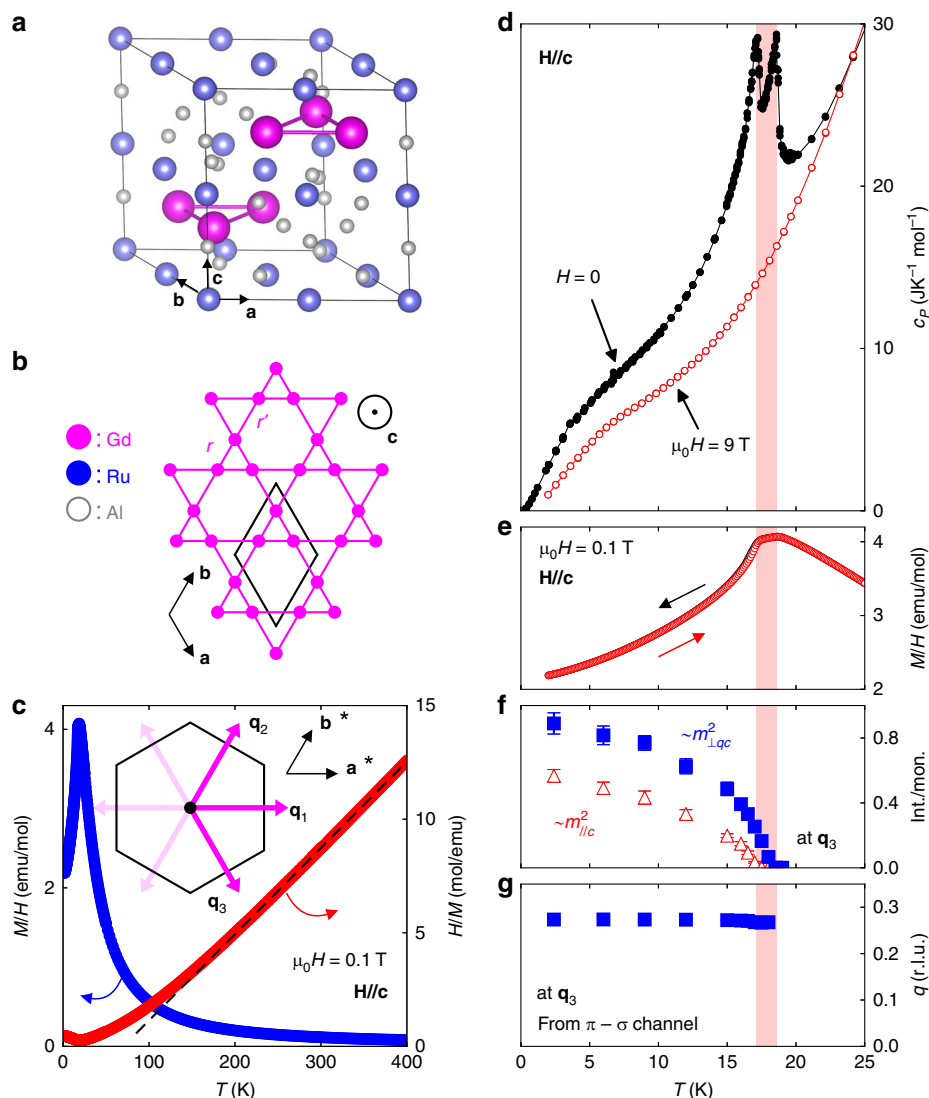 a
c
b
a
b
r
r'
c
: Gd
: Ru
: Al
b
a
c
4
2
0
M/H (emu/mol)
15
10
5
0
H/M (mol/emu)
q₂
q₁
q₃
b*
a*
μ₀H = 0.1 T
H//c
0
100
200
300
400
T (K)
d
H//c
H = 0
μ₀H = 9 T
30
20
10
0
cP (JK⁻¹ mol⁻¹)
e
μ₀H = 0.1 T
H//c
4
3
2
M/H (emu/mol)
f
~m²⊥qc
~m²//c
at q₃
0.8
0.4
0.0
Int./mon.
g
at q₃
From π – σ channel
0.3
0.2
0.1
0.0
q (r.l.u.)
0
5
10
15
20
25
T (K)